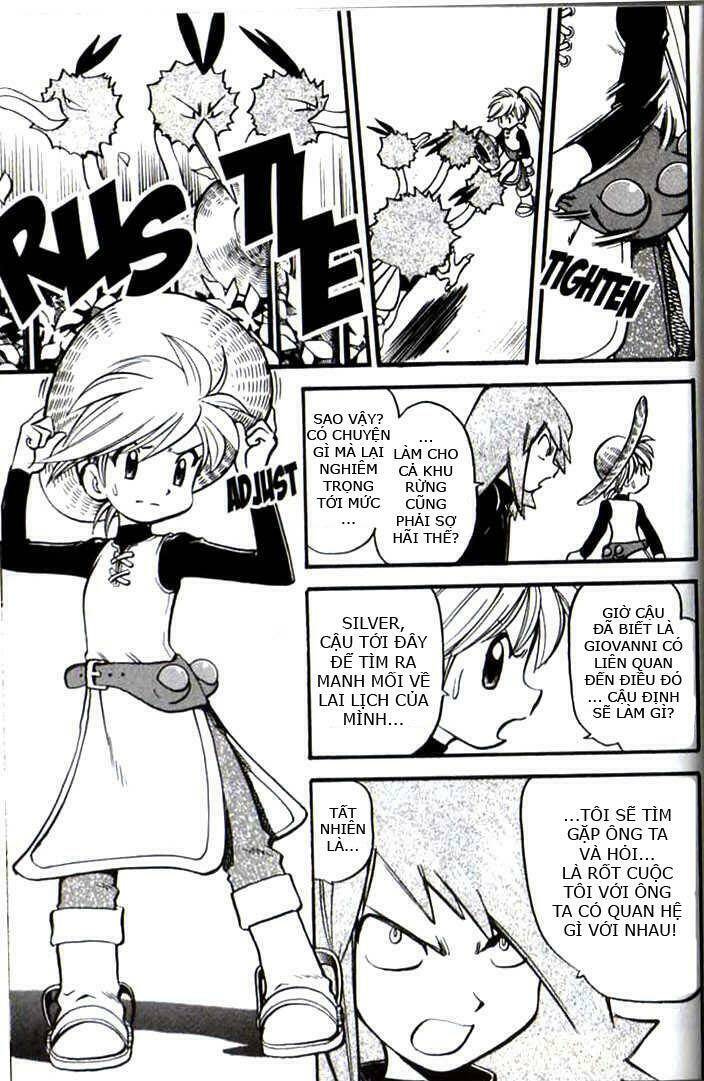 RUS
TLE
TIGHTEN
ADJUST
SAO VẬY?
CÓ CHUYỆN
GÌ MÀ LẠI
NGHIÊM
TRỌNG
TỚI MỨC
...
...
LÀM CHO
CẢ KHU
RỪNG
CŨNG
PHẢI SỢ
HÃI THẾ?
SILVER,
CẬU TỚI ĐÂY
ĐỂ TÌM RA
MANH MỐI VỀ
LAI LỊCH CỦA
MÌNH...
GIỜ CẬU
ĐÃ BIẾT LÀ
GIOVANNI CÓ
LIÊN QUAN
ĐẾN ĐIỀU ĐÓ
... CẬU ĐỊNH
SẼ LÀM GÌ?
TẤT
NHIÊN
LÀ...
...TÔI SẼ TÌM
GẶP ÔNG TA
VÀ HỎI...
LÀ RỐT CUỘC
TÔI VỚI ÔNG
TA CÓ QUAN HỆ
GÌ VỚI NHAU!